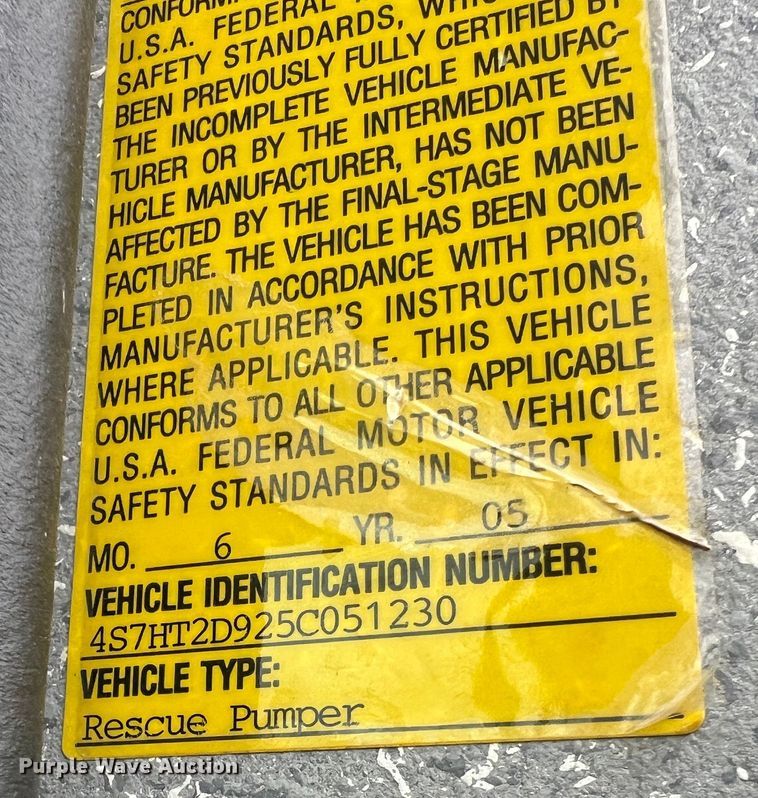 U.S.A. FEDERAL
SAFETY STANDARDS,
BEEN PREVIOUSLY FULLY CERTIFIED BY
THE INCOMPLETE VEHICLE MANUFAC-
TURER OR BY THE INTERMEDIATE VE-
HICLE MANUFACTURER, HAS NOT BEEN
AFFECTED BY THE FINAL-STAGE MANU-
FACTURE. THE VEHICLE HAS BEEN COM-
PLETED IN ACCORDANCE WITH PRIOR
MANUFACTURER'S INSTRUCTIONS,
WHERE APPLICABLE. THIS VEHICLE
CONFORMS TO ALL OTHER APPLICABLE
U.S.A. FEDERAL MOTOR VEHICLE
SAFETY STANDARDS IN EFFECT IN:
MO. 6 YR. 05
VEHICLE IDENTIFICATION NUMBER:
4S7HT2D925C051230
VEHICLE TYPE:
Rescue Pumper
Purple Wave Auction